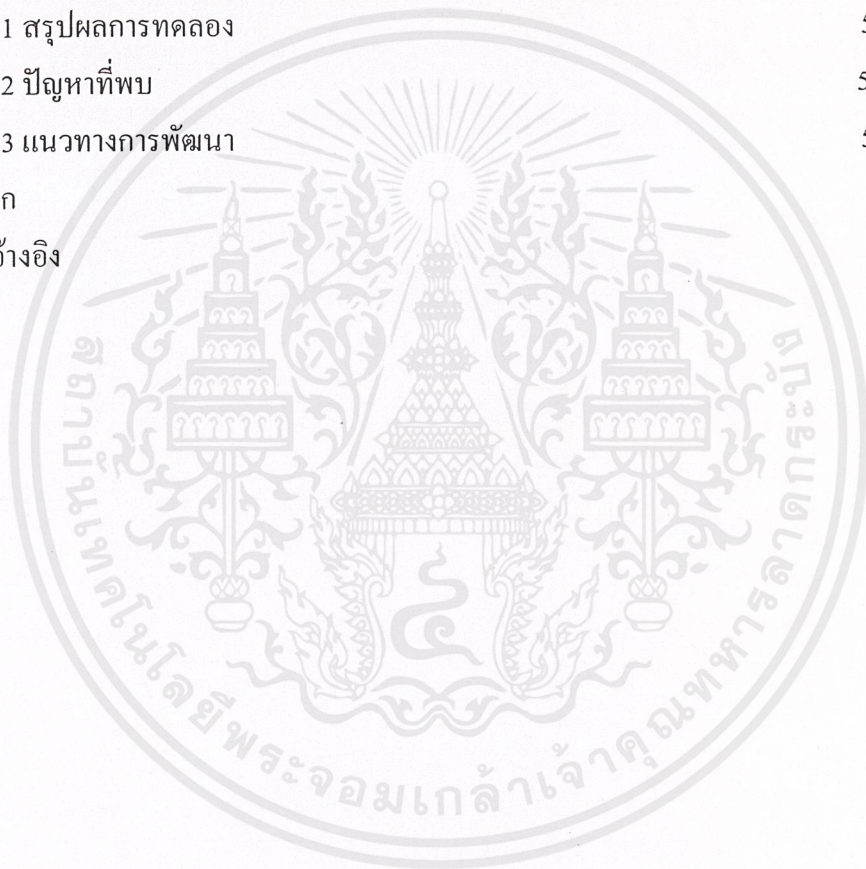 1 สรุปผลการทดลอง 5
2 ปัญหาที่พบ 5
3 แนวทางการพัฒนา 5
ก
อ้างอิง
สถาบันเทคโนโลยีพระจอมเกล้าเจ้าคุณทหารลาดกระบัง